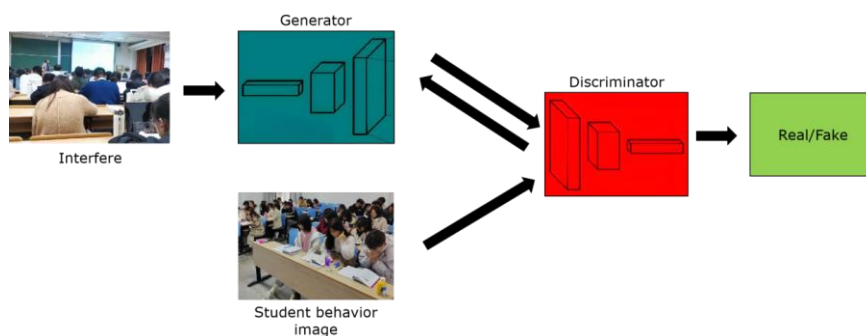 Generator
Discriminator
Real/Fake
Interfere
Student behavior
image